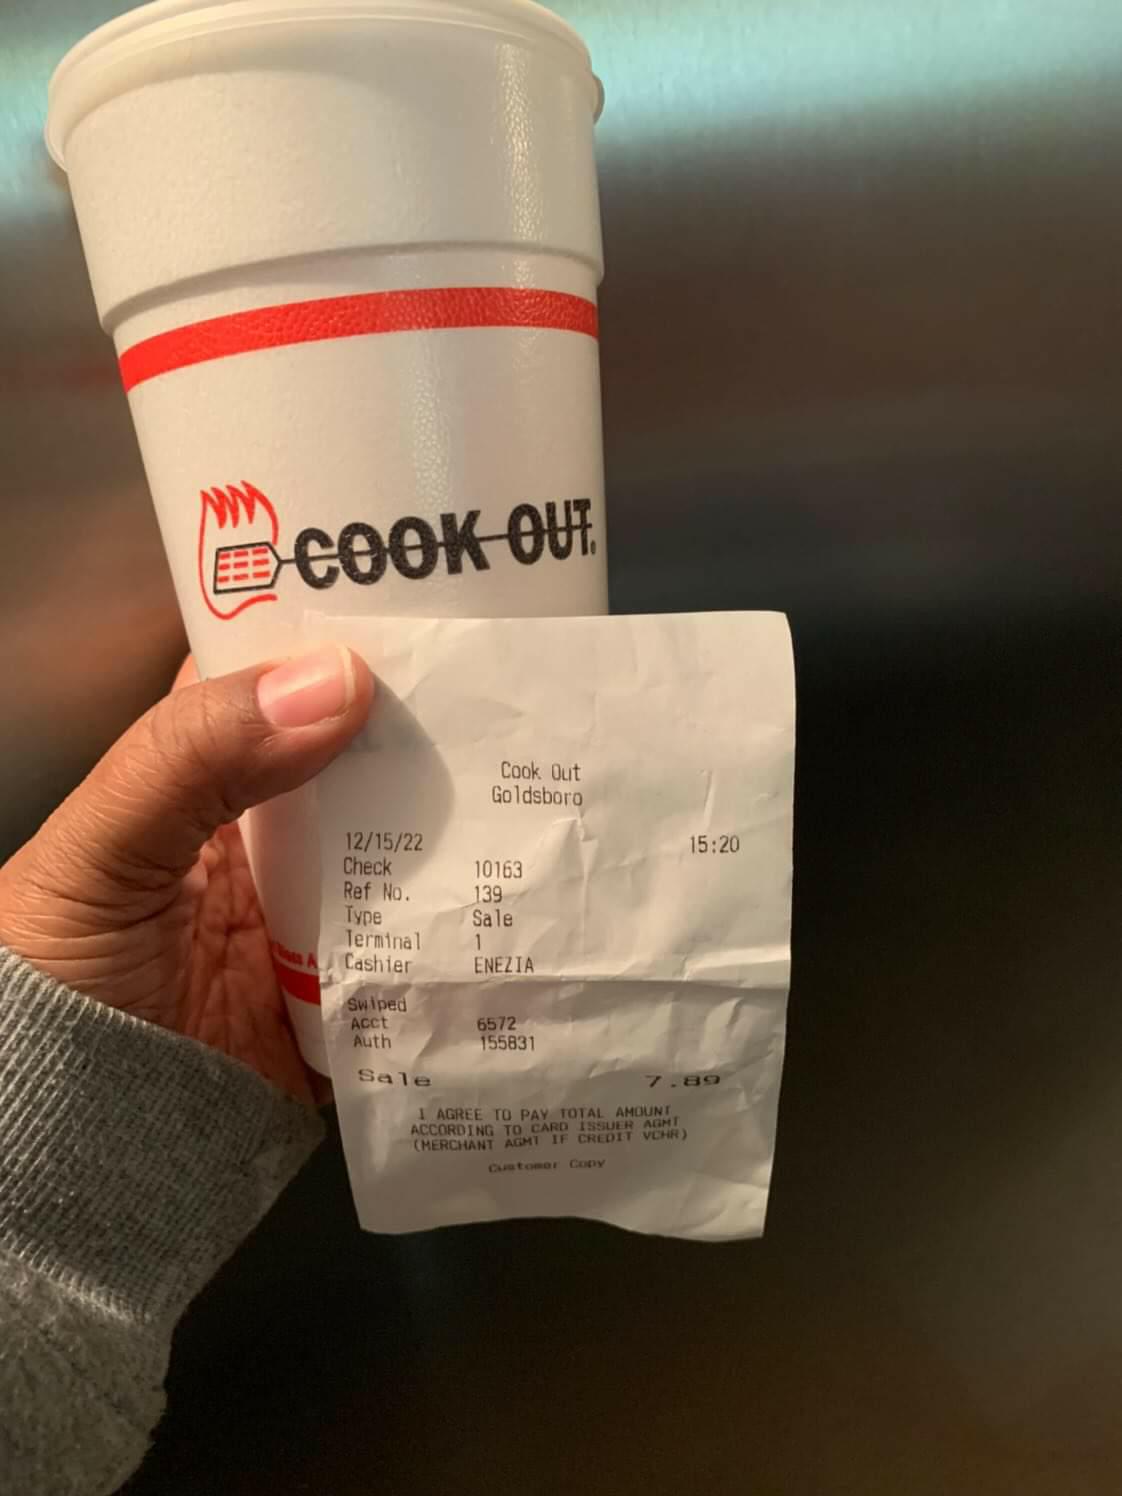 COOK OUT.
Cook Out
Goldsboro
12/15/22 15:20
Check 10163
Ref No. 139
Type Sale
Terminal 1
Cashier ENEZIA
Swiped
Acct 6572
Auth 155831
Sale 7.89
I AGREE TO PAY TOTAL AMOUNT
ACCORDING TO CARD ISSUER AGMT
(MERCHANT AGMT IF CREDIT VCHR)
Customer Copy